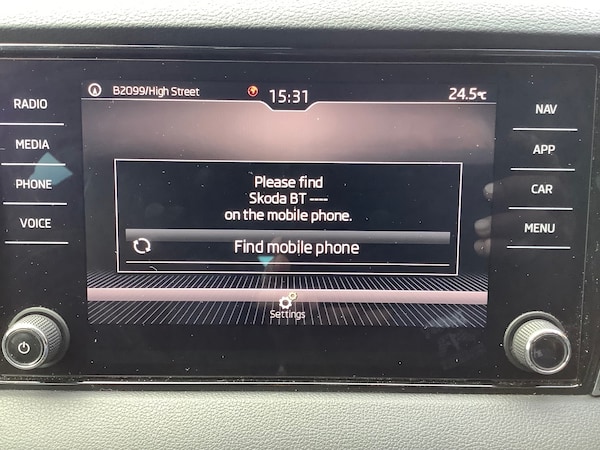 B2099/High Street
15:31
24.5°C
RADIO
MEDIA
PHONE
VOICE
NAV
APP
CAR
MENU
Please find
Skoda BT ----
on the mobile phone.
Find mobile phone
Settings